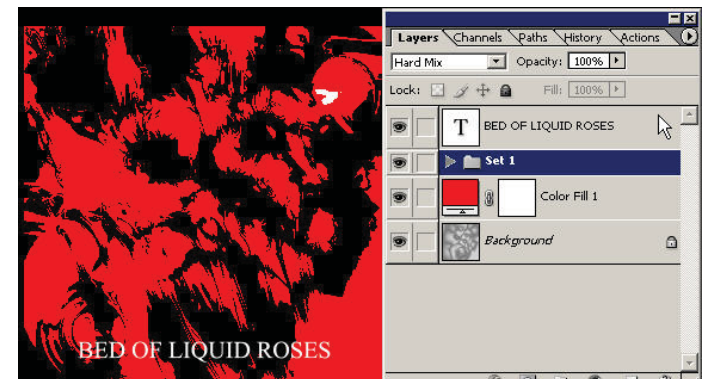 BED OF LIQUID ROSES
Layers Channels Paths History Actions
Hard Mix Opacity: 100%
Lock: Fill: 100%
T BED OF LIQUID ROSES
Set 1
Color Fill 1
Background